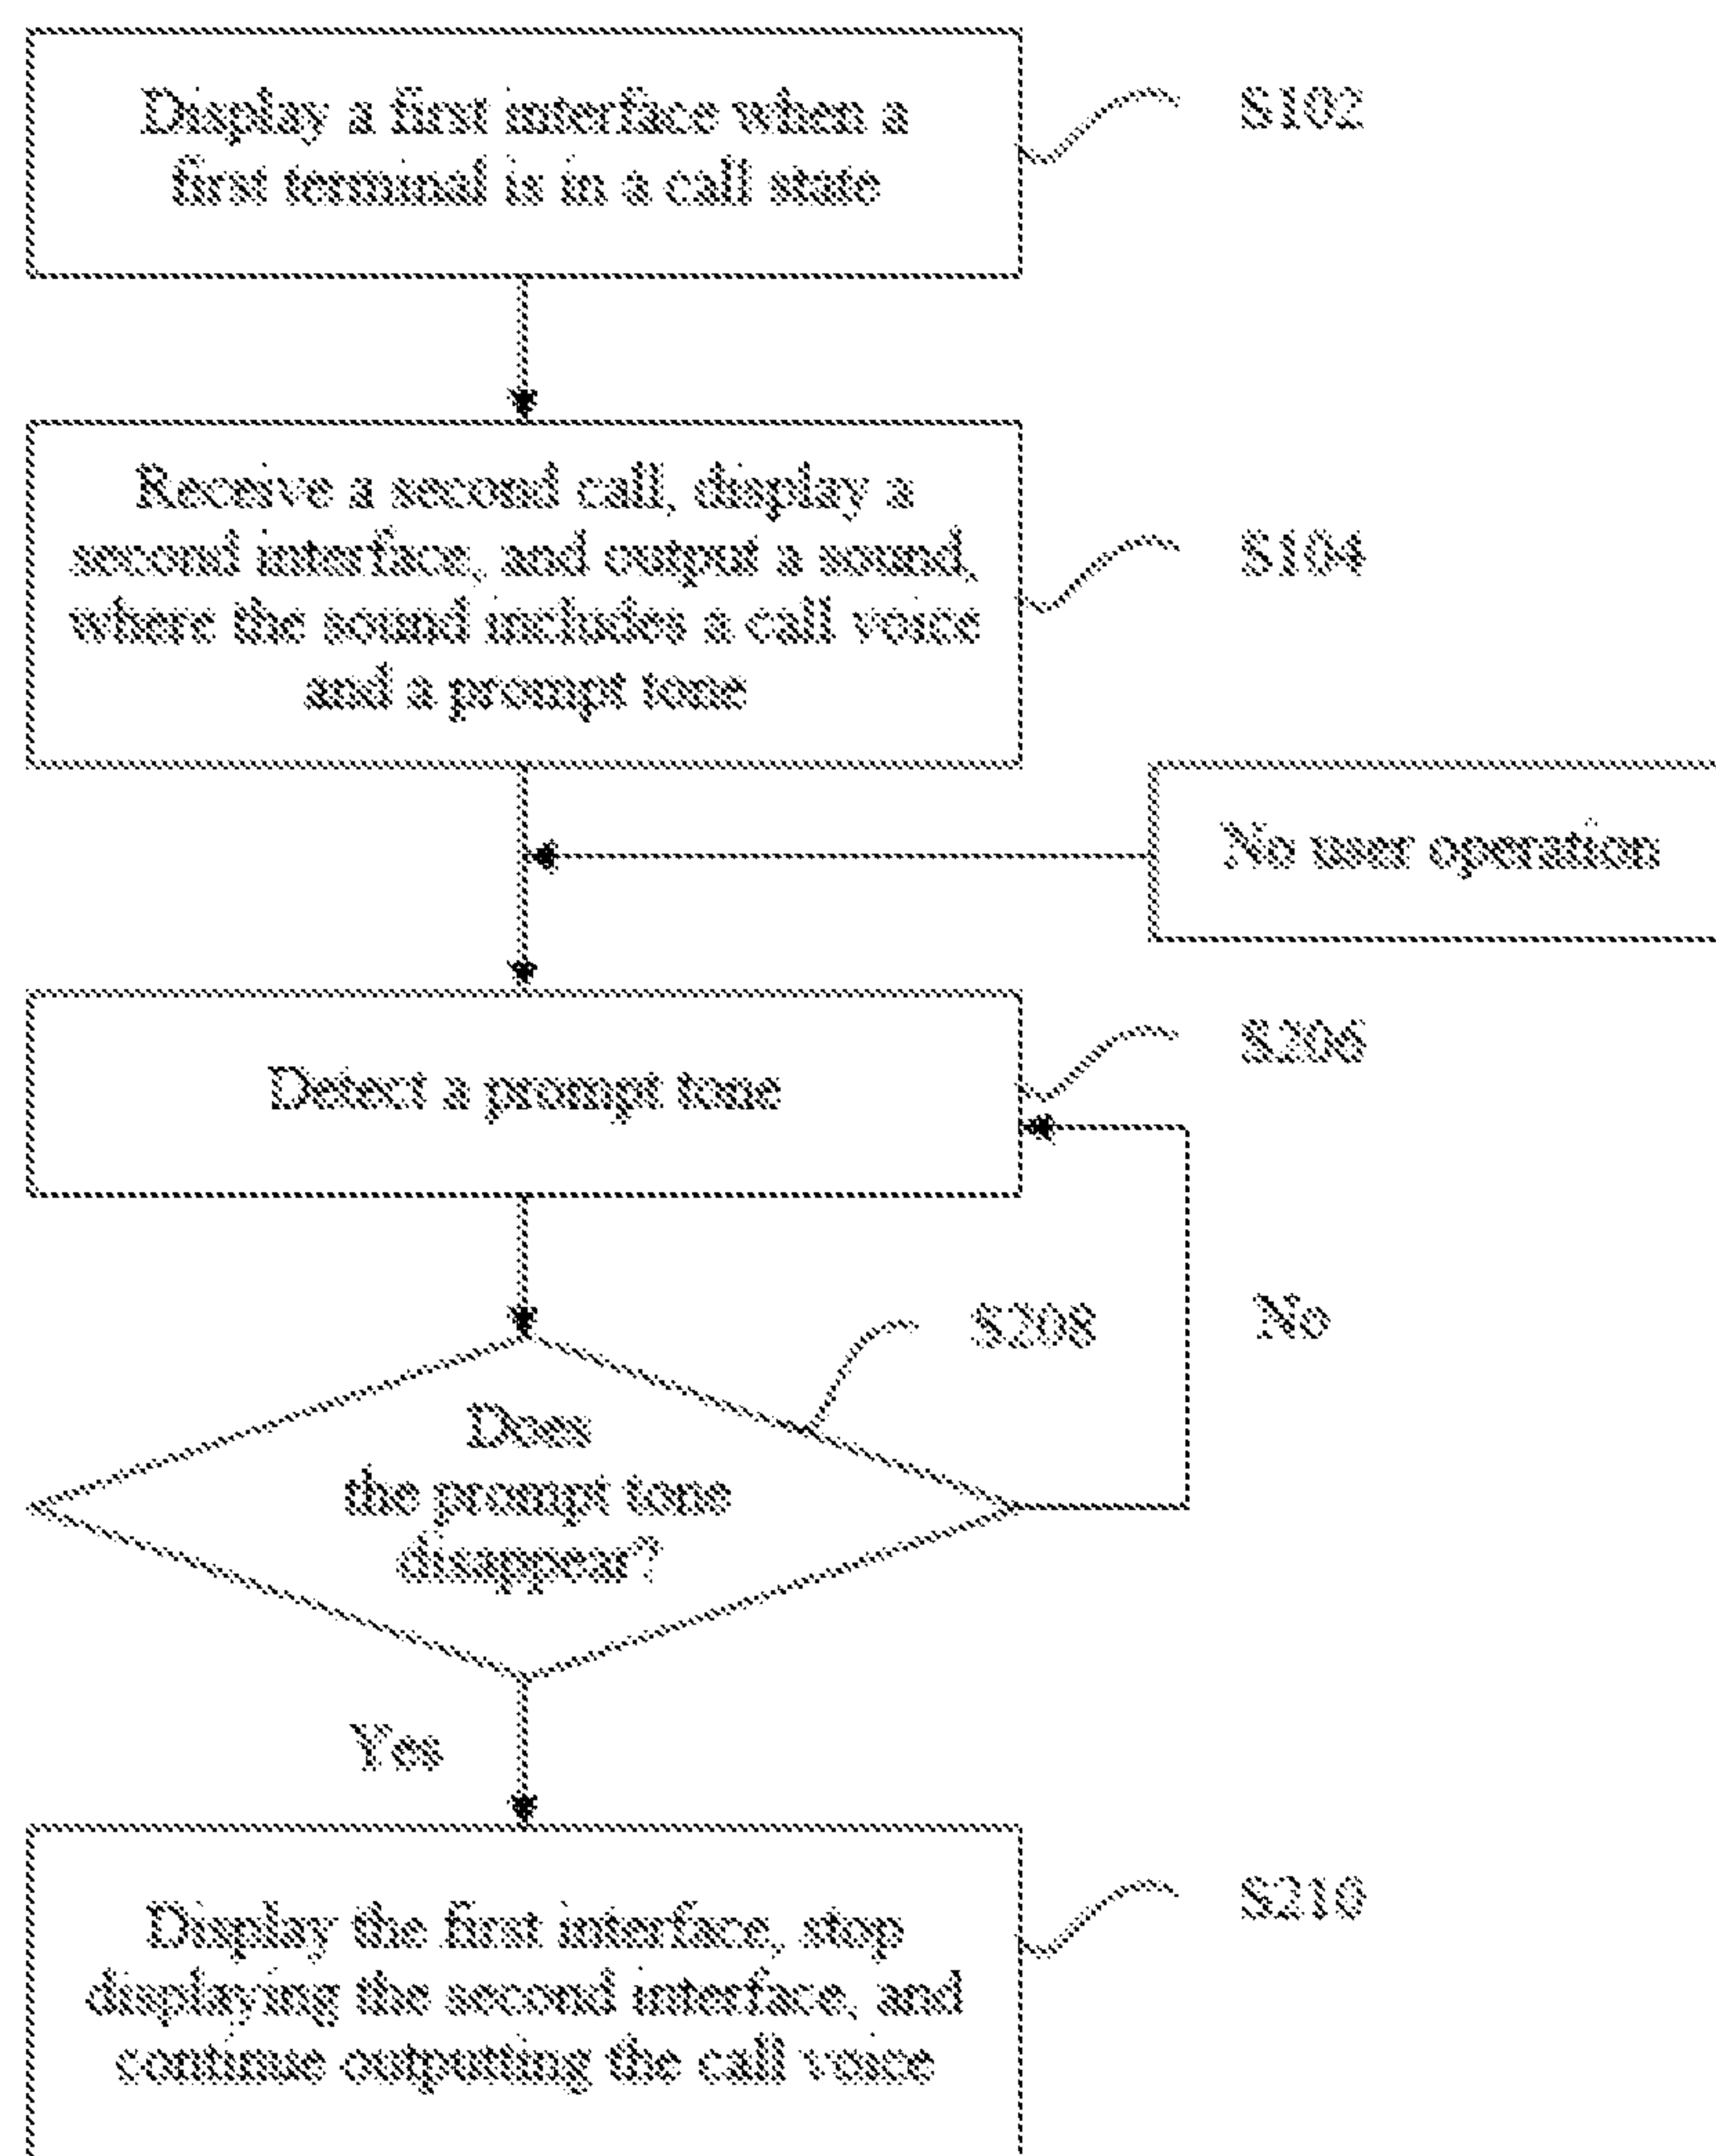 Display a first interface when a
first terminal is in a call state
S102
Receive a second call, display a
second interface, and output a sound,
where the sound includes a call voice
and a prompt tone
S104
No user operation
Detect a prompt tone
S206
No
S208
Does
the prompt tone
disappear?
Yes
Display the first interface, stop
displaying the second interface, and
continue outputting the call voice
S210